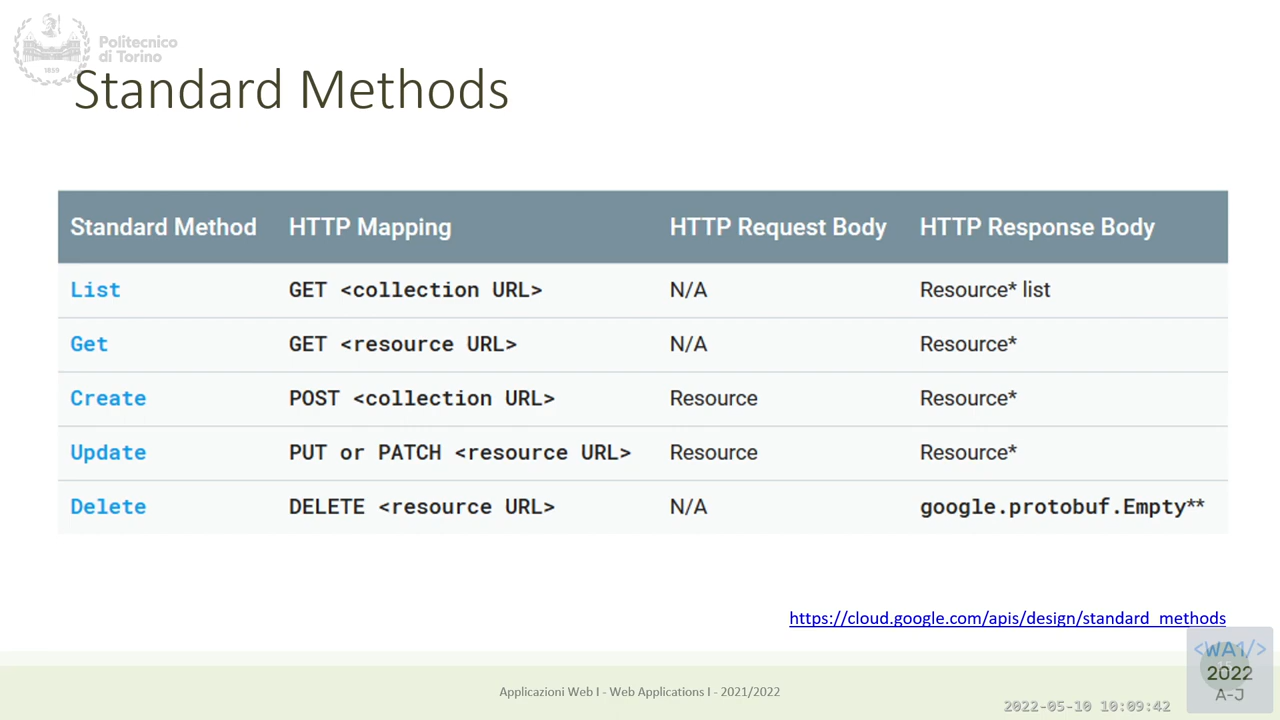 Politecnico
di Torino
1859
Standard Methods
Standard Method HTTP Mapping HTTP Request Body HTTP Response Body
List GET <collection URL> N/A Resource* list
Get GET <resource URL> N/A Resource*
Create POST <collection URL> Resource Resource*
Update PUT or PATCH <resource URL> Resource Resource*
Delete DELETE <resource URL> N/A google.protobuf.Empty**
https://cloud.google.com/apis/design/standard_methods
<WA1/>
2022
A-J
Applicazioni Web I - Web Applications I - 2021/2022
2022-05-10 10:09:42